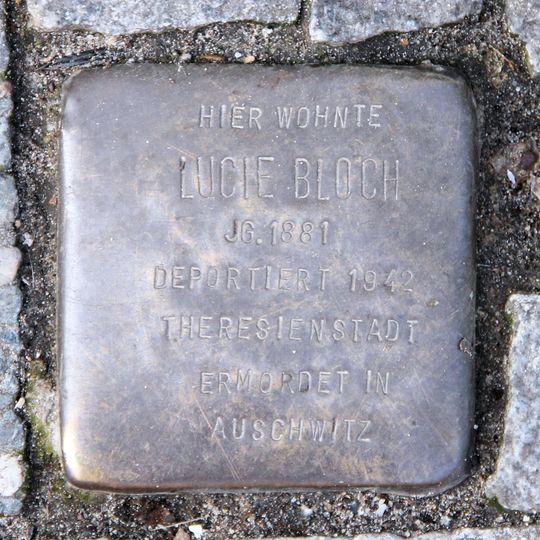 HIER WOHNTE
LUCIE BLOCH
JG.1881
DEPORTIERT 1942
THERESIENSTADT
ERMORDET IN
AUSCHWITZ